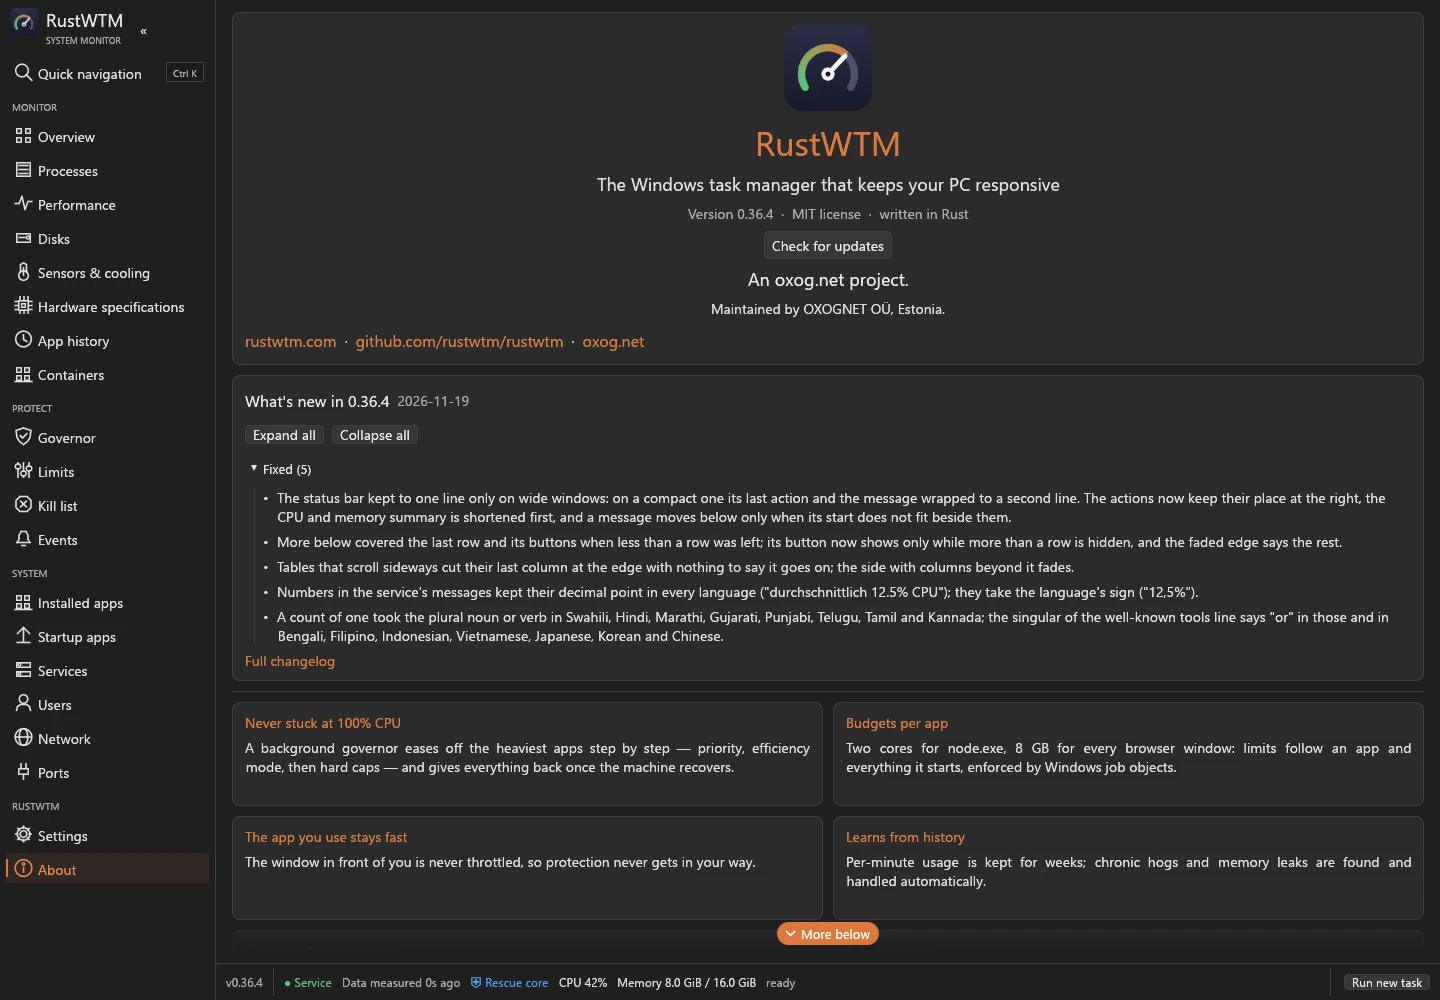 RustWTM
SYSTEM MONITOR
«
Quick navigation
Ctrl K
MONITOR
Overview
Processes
Performance
Disks
Sensors & cooling
Hardware specifications
App history
Containers
PROTECT
Governor
Limits
Kill list
Events
SYSTEM
Installed apps
Startup apps
Services
Users
Network
Ports
RUSTWTM
Settings
About
RustWTM
The Windows task manager that keeps your PC responsive
Version 0.36.4 · MIT license · written in Rust
Check for updates
An oxog.net project.
Maintained by OXOGNET OÜ, Estonia.
rustwtm.com · github.com/rustwtm/rustwtm · oxog.net
What's new in 0.36.4 2026-11-19
Expand all
Collapse all
▼ Fixed (5)
• The status bar kept to one line only on wide windows: on a compact one its last action and the message wrapped to a second line. The actions now keep their place at the right, the
CPU and memory summary is shortened first, and a message moves below only when its start does not fit beside them.
• More below covered the last row and its buttons when less than a row was left; its button now shows only while more than a row is hidden, and the faded edge says the rest.
• Tables that scroll sideways cut their last column at the edge with nothing to say it goes on; the side with columns beyond it fades.
• Numbers in the service's messages kept their decimal point in every language ("durchschnittlich 12.5% CPU"); they take the language's sign ("12,5%").
• A count of one took the plural noun or verb in Swahili, Hindi, Marathi, Gujarati, Punjabi, Telugu, Tamil and Kannada; the singular of the well-known tools line says "or" in those and in
Bengali, Filipino, Indonesian, Vietnamese, Japanese, Korean and Chinese.
Full changelog
Never stuck at 100% CPU
A background governor eases off the heaviest apps step by step — priority, efficiency
mode, then hard caps — and gives everything back once the machine recovers.
Budgets per app
Two cores for node.exe, 8 GB for every browser window: limits follow an app and
everything it starts, enforced by Windows job objects.
The app you use stays fast
The window in front of you is never throttled, so protection never gets in your way.
Learns from history
Per-minute usage is kept for weeks; chronic hogs and memory leaks are found and
handled automatically.
More below
v0.36.4
● Service
Data measured 0s ago
Rescue core
CPU 42%
Memory 8.0 GiB / 16.0 GiB
ready
Run new task